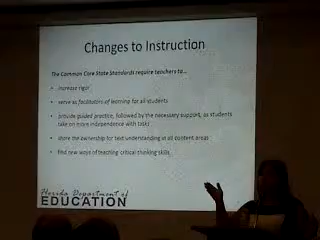 Changes to Instruction
The Common Core State Standards require teachers to...
• increase rigor
• serve as facilitators of learning for all students
• provide guided practice, followed by the necessary support, as students
take on more independence with tasks
• share the ownership for text understanding in all content areas
• find new ways of teaching critical thinking skills
Florida Department of
EDUCATION